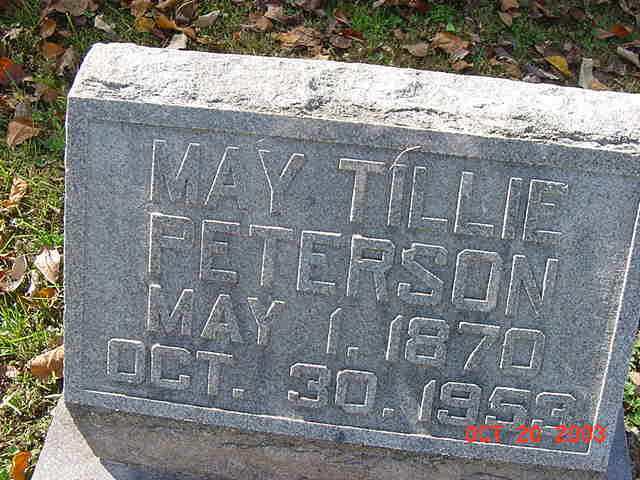 MAY TILLIE
PETERSON
MAY 1, 1870
OCT. 30, 1953
OCT 20 2003